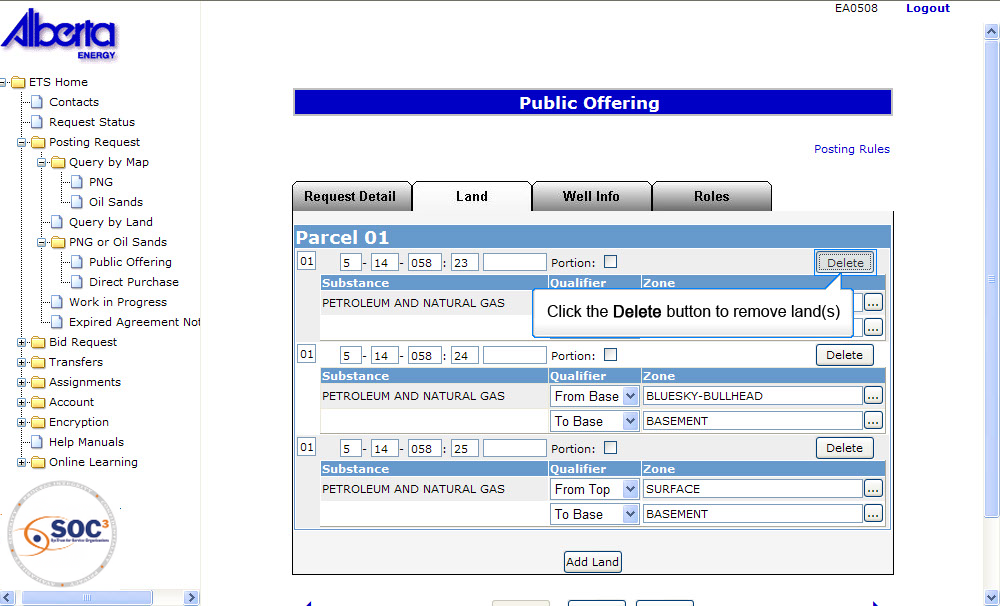 EA0508 Logout
Alberta
ENERGY
ETS Home
Contacts
Request Status
Posting Request
Query by Map
PNG
Oil Sands
Query by Land
PNG or Oil Sands
Public Offering
Direct Purchase
Work in Progress
Expired Agreement Not
Bid Request
Transfers
Assignments
Account
Encryption
Help Manuals
Online Learning
SOC3
Public Offering
Posting Rules
Request Detail Land Well Info Roles
Parcel 01
01 5 - 14 - 058 : 23 Portion: Delete
Substance Qualifier Zone
PETROLEUM AND NATURAL GAS ...
...
Click the Delete button to remove land(s)
01 5 - 14 - 058 : 24 Portion: Delete
Substance Qualifier Zone
PETROLEUM AND NATURAL GAS From Base BLUESKY-BULLHEAD ...
To Base BASEMENT ...
01 5 - 14 - 058 : 25 Portion: Delete
Substance Qualifier Zone
PETROLEUM AND NATURAL GAS From Top SURFACE ...
To Base BASEMENT ...
Add Land